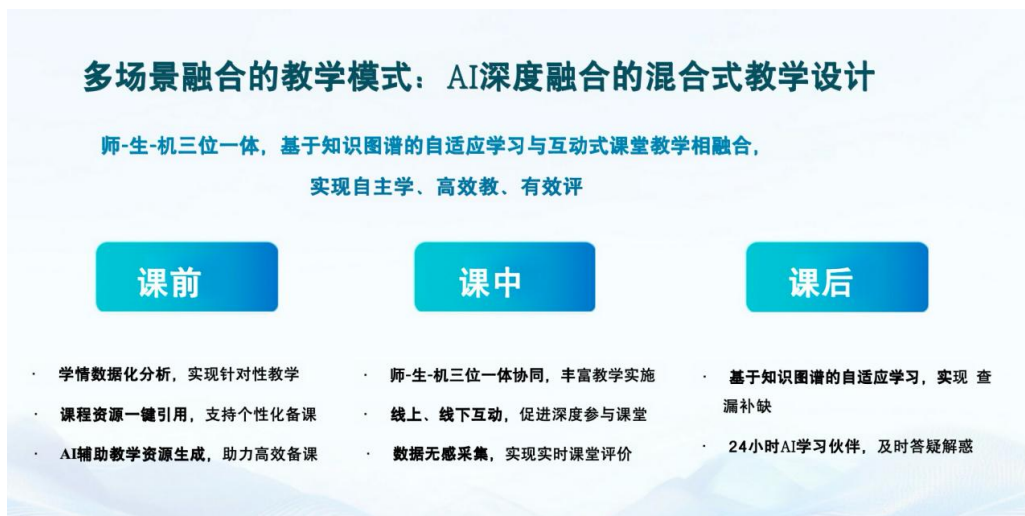 多场景融合的教学模式：AI深度融合的混合式教学设计
师-生-机三位一体，基于知识图谱的自适应学习与互动式课堂教学相融合，
实现自主学、高效教、有效评
课前
课中
课后
· 学情数据化分析，实现针对性教学
· 课程资源一键引用，支持个性化备课
· AI辅助教学资源生成，助力高效备课
· 师-生-机三位一体协同，丰富教学实施
· 线上、线下互动，促进深度参与课堂
· 数据无感采集，实现实时课堂评价
· 基于知识图谱的自适应学习，实现 查
漏补缺
· 24小时AI学习伙伴，及时答疑解惑